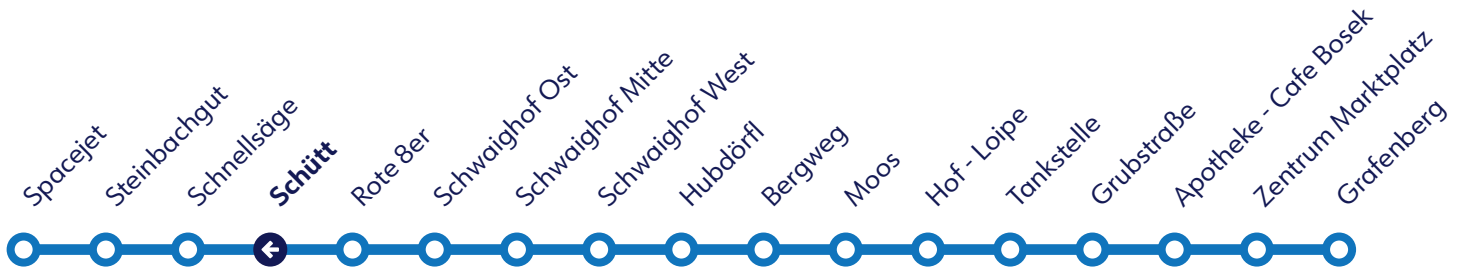 Spacejet
Steinbachgut
Schnellsäge
Schütt
Rote 8er
Schwaighof Ost
Schwaighof Mitte
Schwaighof West
Hubdörfl
Bergweg
Moos
Hof - Loipe
Tankstelle
Grubstraße
Apotheke - Cafe Bosek
Zentrum Marktplatz
Grafenberg